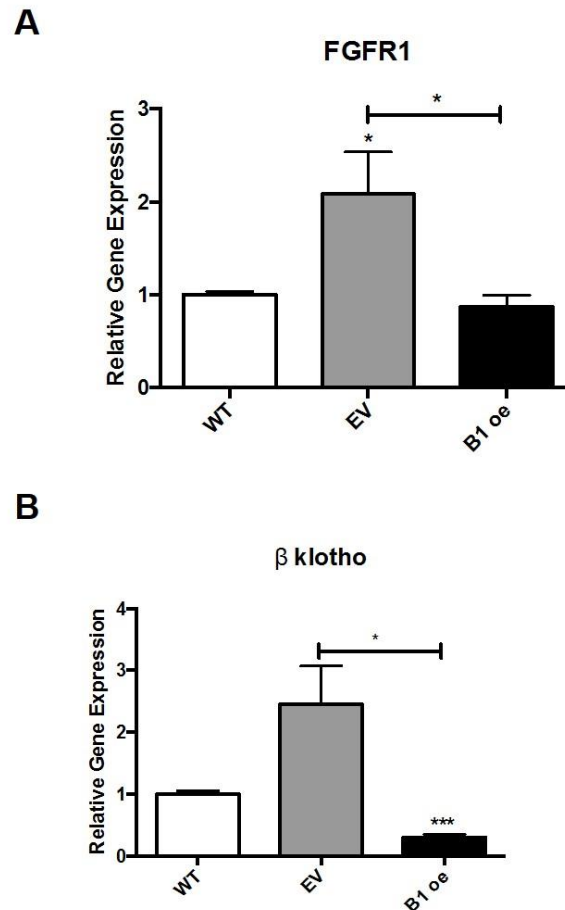 A
FGFR1
Relative Gene Expression
3
2
1
0
*
*
WT
EV
B1 oe
B
β klotho
Relative Gene Expression
4
3
2
1
0
*
***
WT
EV
B1 oe